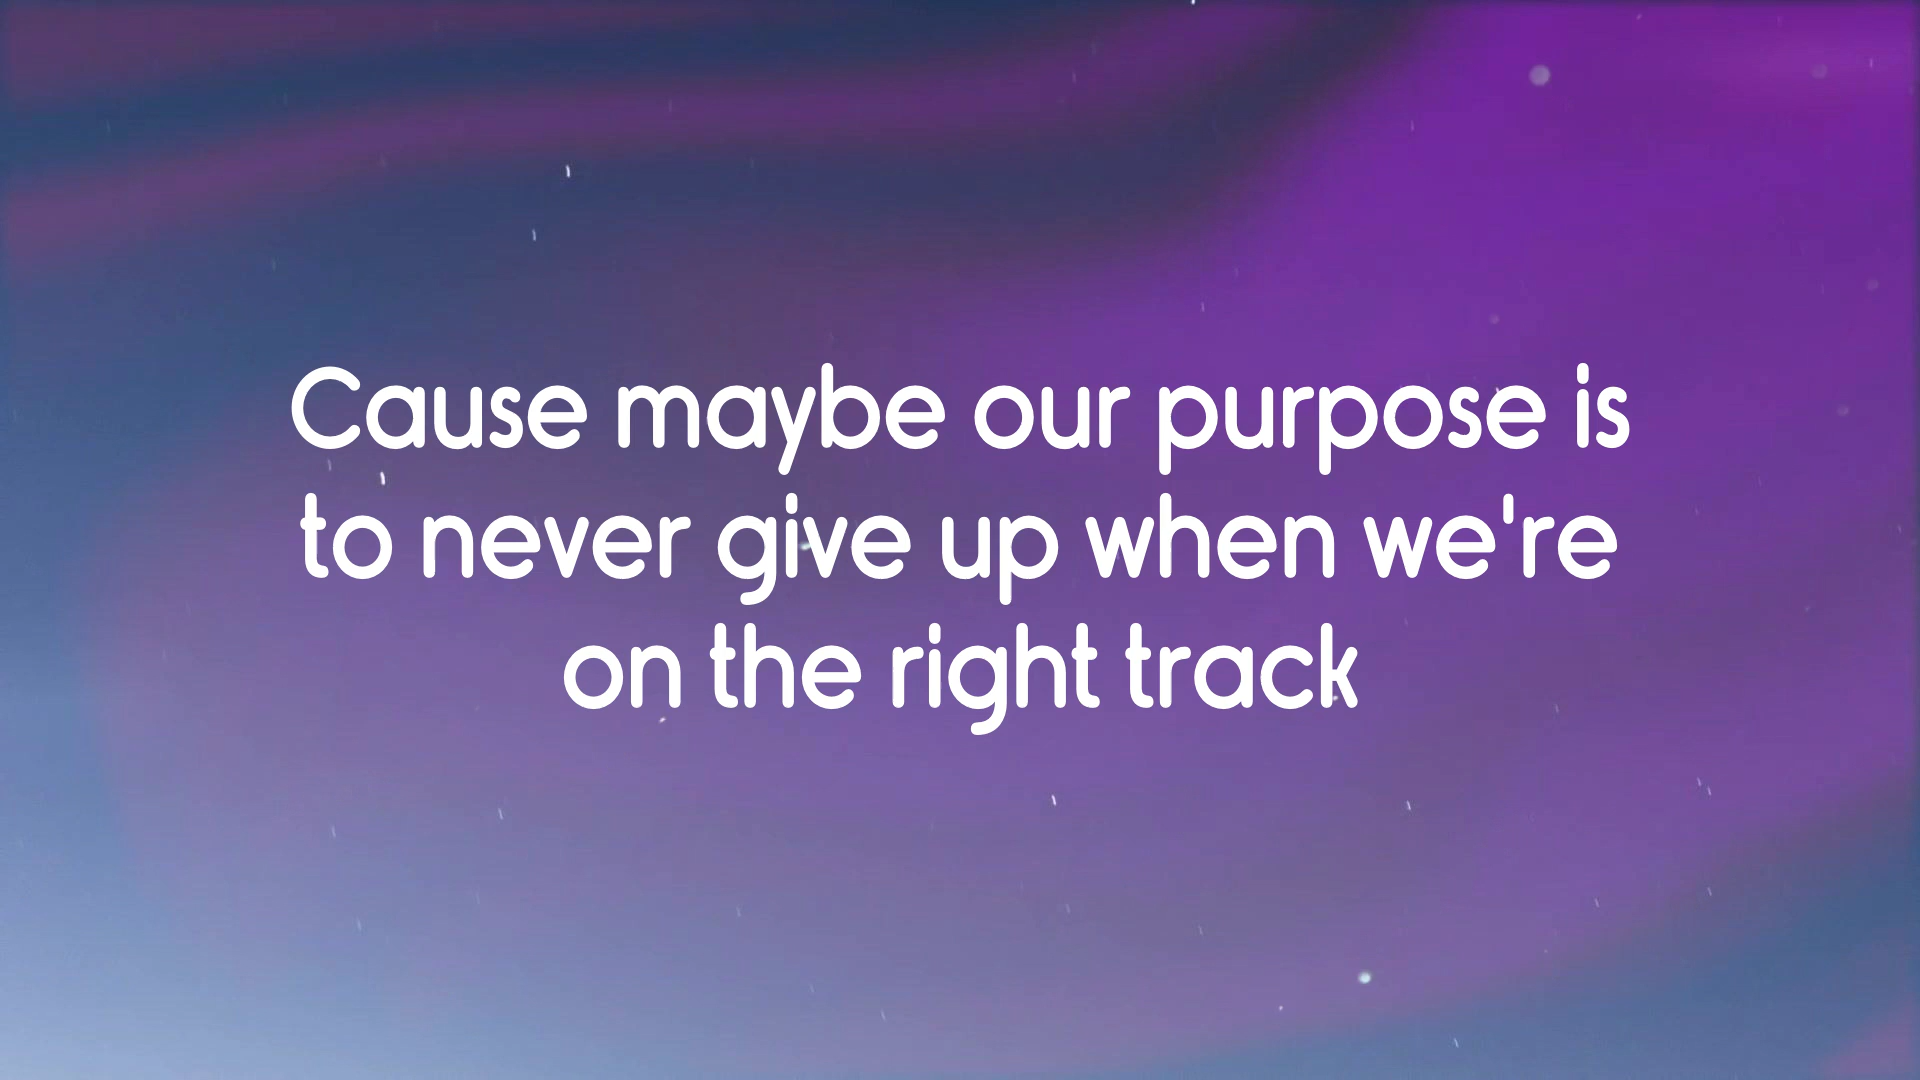 Cause maybe our purpose is
to never give up when we're
on the right track